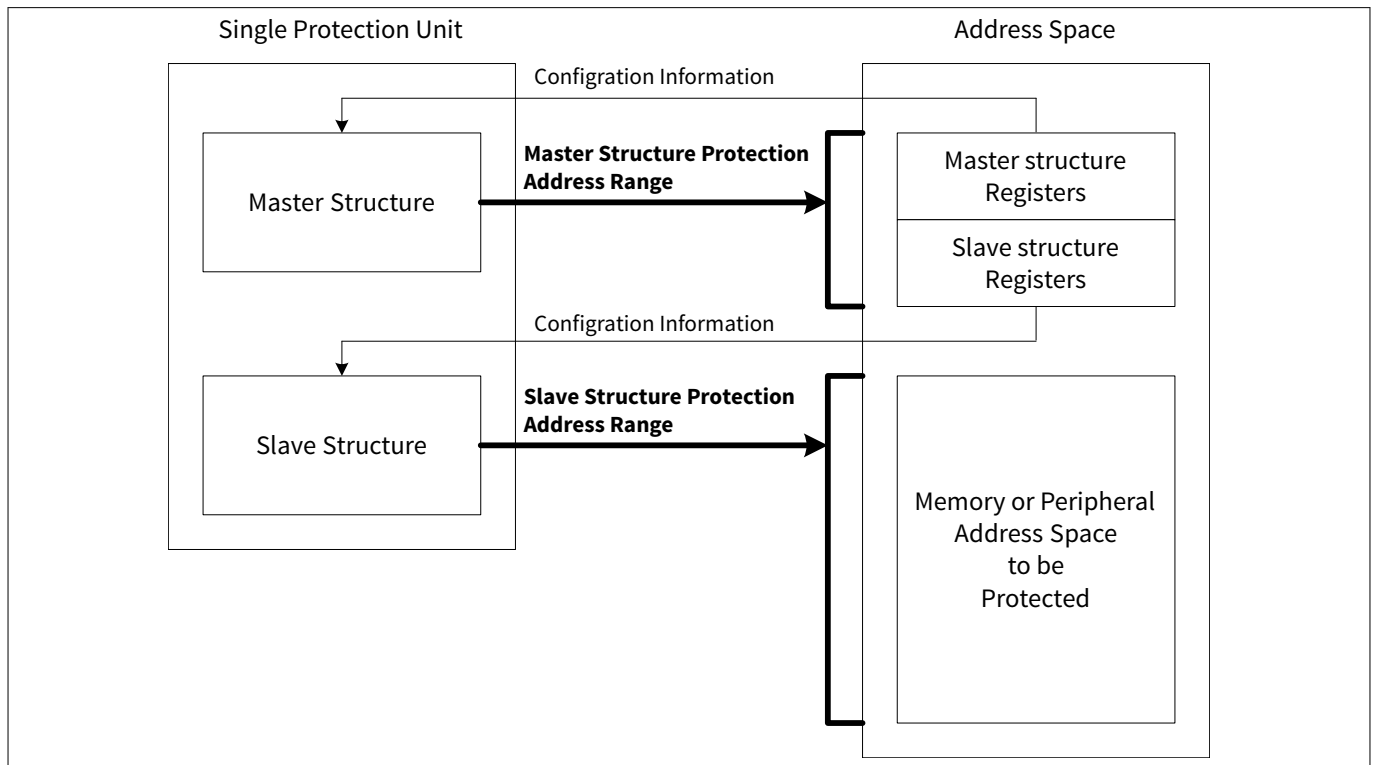 Single Protection Unit
Address Space
Configration Information
Master Structure
Master Structure Protection
Address Range
Master structure
Registers
Slave structure
Registers
Configration Information
Slave Structure
Slave Structure Protection
Address Range
Memory or Peripheral
Address Space
to be
Protected